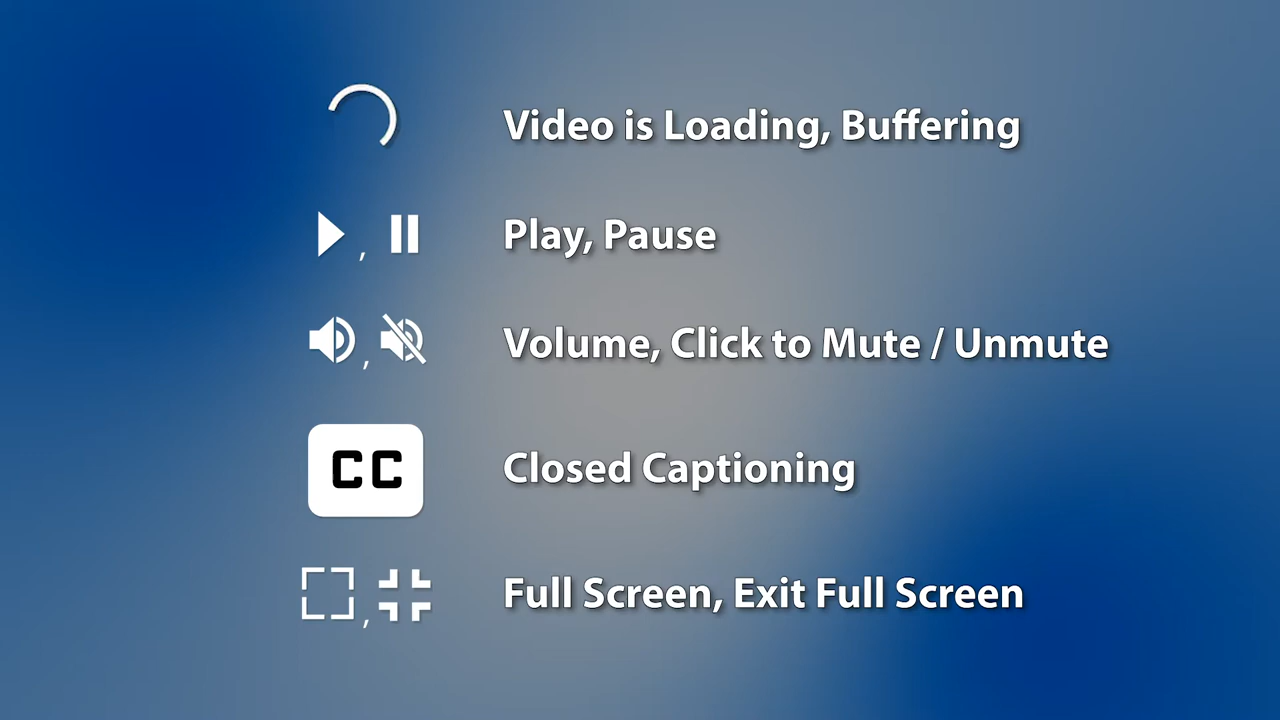 Video is Loading, Buffering
, Play, Pause
, Volume, Click to Mute / Unmute
CC Closed Captioning
, Full Screen, Exit Full Screen